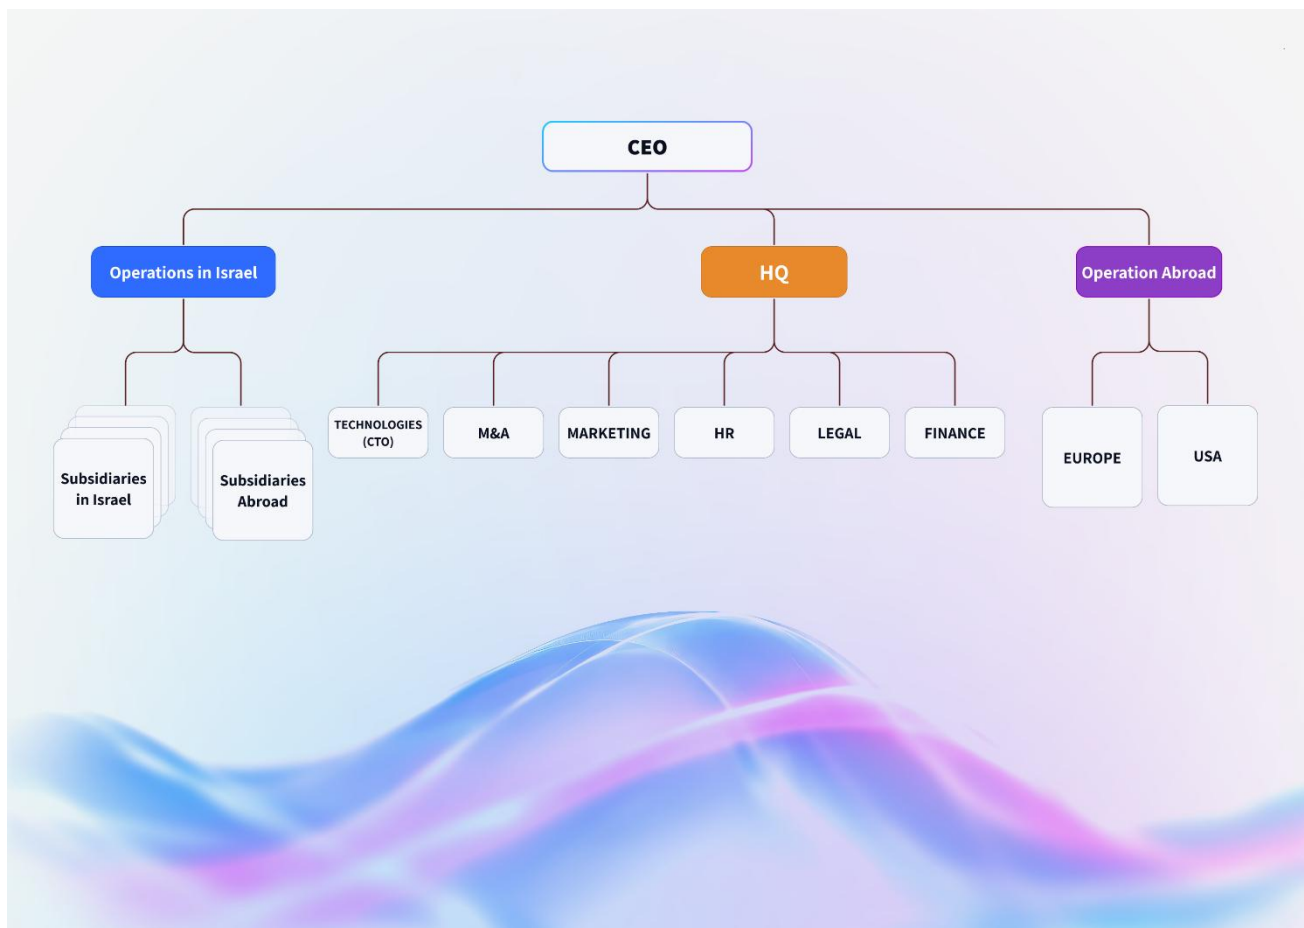 CEO
Operations in Israel
HQ
Operation Abroad
Subsidiaries
in Israel
Subsidiaries
Abroad
TECHNOLOGIES
(CTO)
M&A
MARKETING
HR
LEGAL
FINANCE
EUROPE
USA